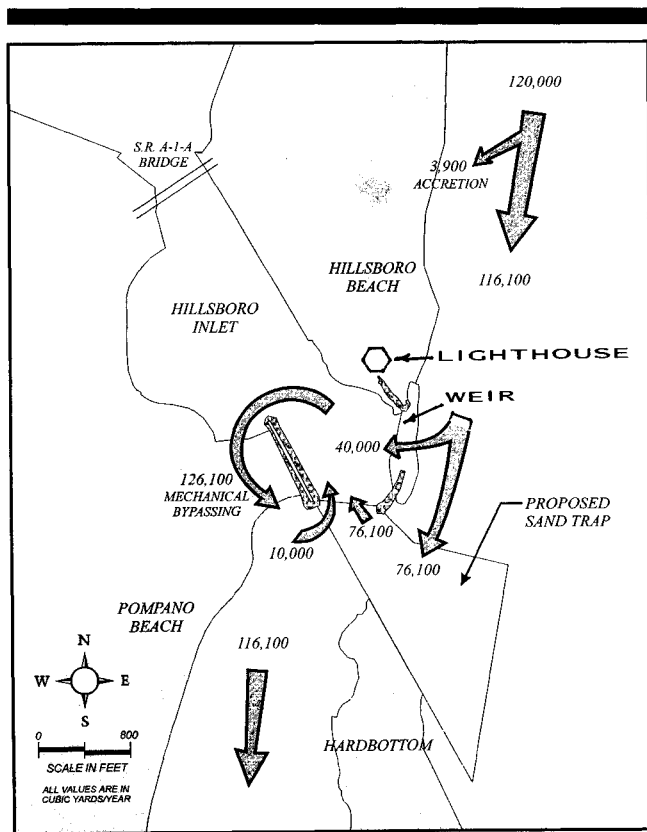 120,000
S.R. A-1-A
BRIDGE
3,900
ACCRETION
HILLSBORO
BEACH
116,100
HILLSBORO
INLET
LIGHTHOUSE
WEIR
40,000
126,100
MECHANICAL
BYPASSING
PROPOSED
SAND TRAP
76,100
10,000
76,100
POMPANO
BEACH
116,100
N
W E
S
HARDBOTTOM
0 800
SCALE IN FEET
ALL VALUES ARE IN
CUBIC YARDS/YEAR